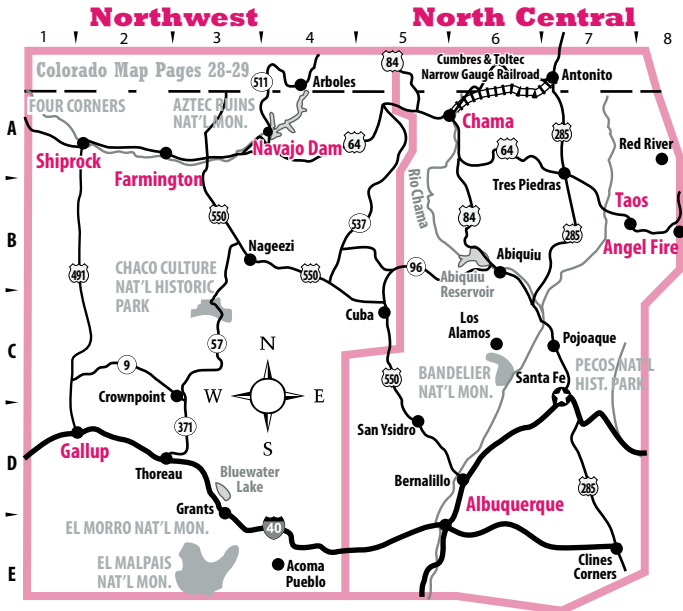 Northwest
North Central
1 2 3 4 5 6 7 8
Colorado Map Pages 28-29
84
Cumbres & Toltec
Narrow Gauge Railroad
Antonito
511
Arboles
FOUR CORNERS
AZTEC RUINS
NAT'L MON.
A
Chama
Shiprock
Navajo Dam
64
285
Red River
Farmington
64
Tres Piedras
Rio Chama
Taos
550
537
84
B
285
Angel Fire
Nageezi
491
CHACO CULTURE
NAT'L HISTORIC
PARK
550
96
Abiquiu
Abiquiu
Reservoir
Cuba
Los
Alamos
57
N
C
Pojoaque
9
BANDELIER
NAT'L MON.
PECOS NAT'L
HIST. PARK
550
Santa Fe
Crownpoint
W
E
371
San Ysidro
S
Gallup
D
Thoreau
Bluewater
Lake
Bernalillo
285
Grants
Albuquerque
EL MORRO NAT'L MON.
40
EL MALPAIS
NAT'L MON.
Acoma
Pueblo
Clines
Corners
E